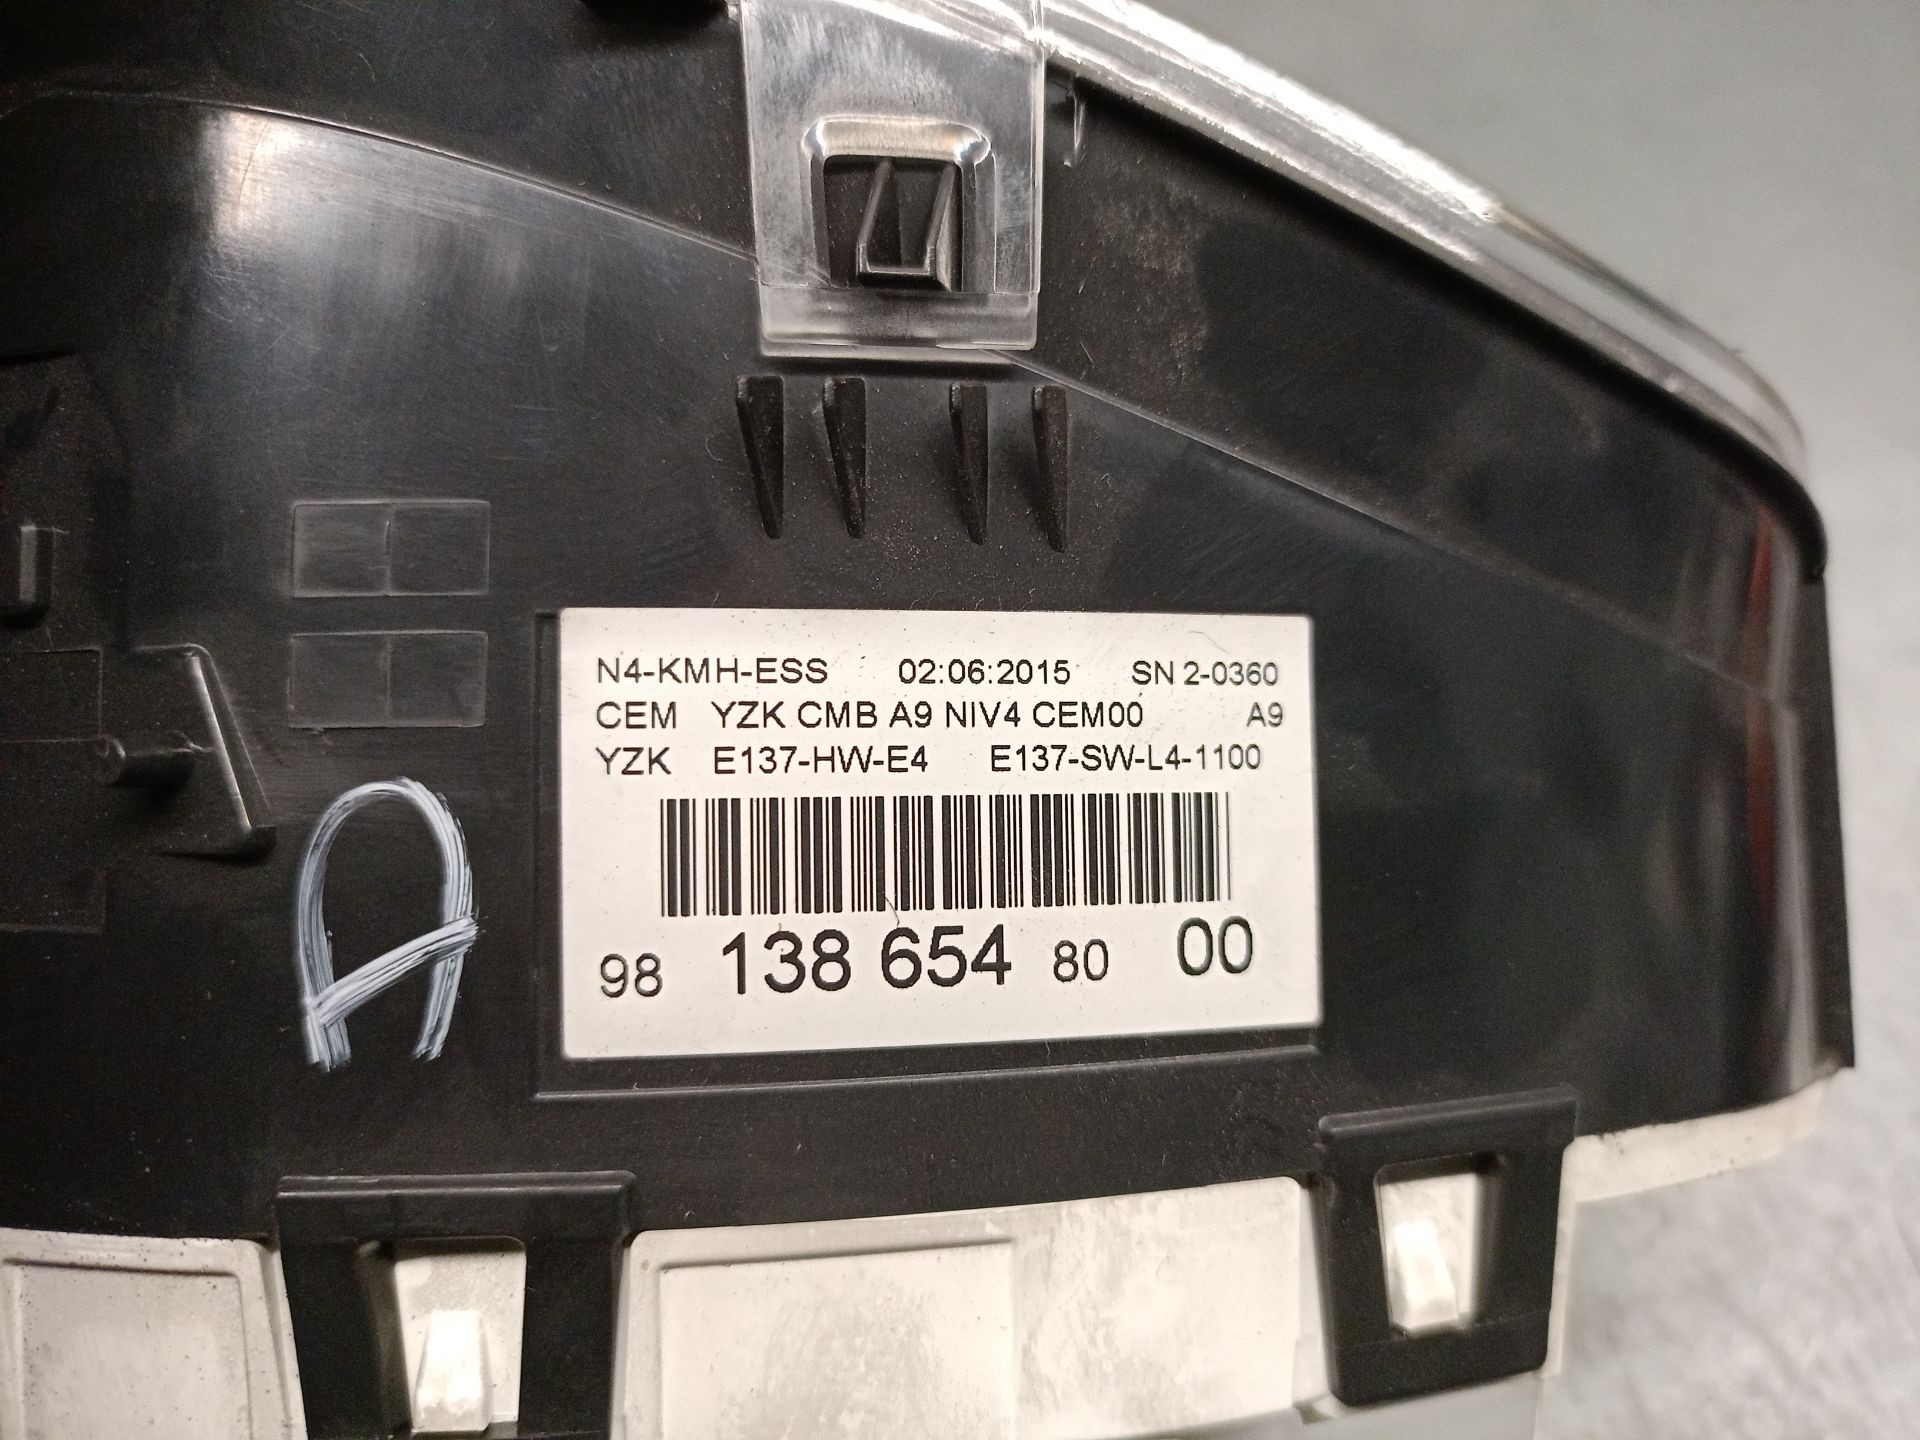 N4-KMH-ESS 02:06:2015 SN 2-0360
CEM YZK CMB A9 NIV4 CEM00 A9
YZK E137-HW-E4 E137-SW-L4-1100
98 138 654 80 00
A